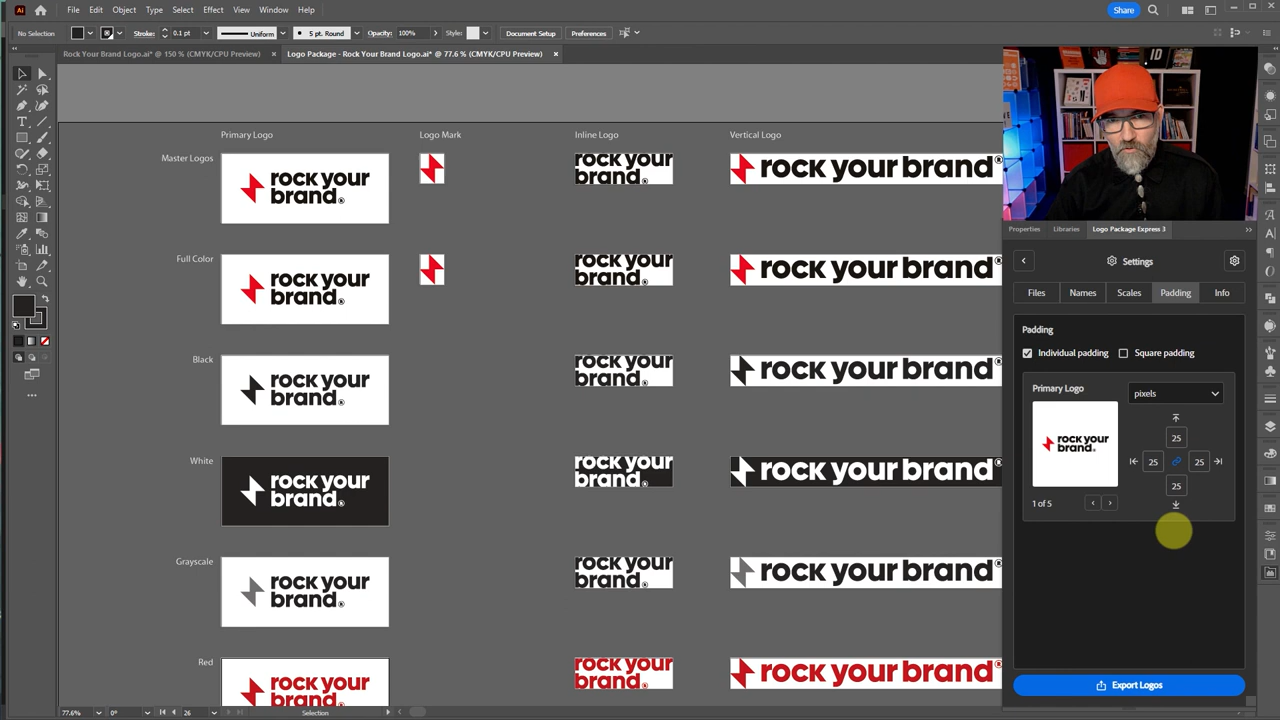 Ai File Edit Object Type Select Effect View Window Help Share
No Selection Stroke: 0.1 pt Uniform 5 pt. Round Opacity: 100% Style: Document Setup Preferences
Rock Your Brand Logo.ai* @ 150 % (CMYK/CPU Preview) × Logo Package - Rock Your Brand Logo.ai* @ 77.6 % (CMYK/CPU Preview) ×
Primary Logo Logo Mark Inline Logo Vertical Logo
Master Logos
rock your
brand®
rock your
brand®
rock your brand®
Full Color
rock your
brand®
rock your
brand®
rock your brand®
Black
rock your
brand®
rock your
brand®
rock your brand®
White
rock your
brand®
rock your
brand®
rock your brand®
Grayscale
rock your
brand®
rock your
brand®
rock your brand®
Red
rock your
brand®
rock your
brand®
rock your brand®
ID
Properties Libraries Logo Package Express 3
Settings
Files Names Scales Padding Info
Padding
Individual padding Square padding
Primary Logo
pixels
rock your
brand®
25
25 25
25
1 of 5
Export Logos
77.6% 0° 26 Selection